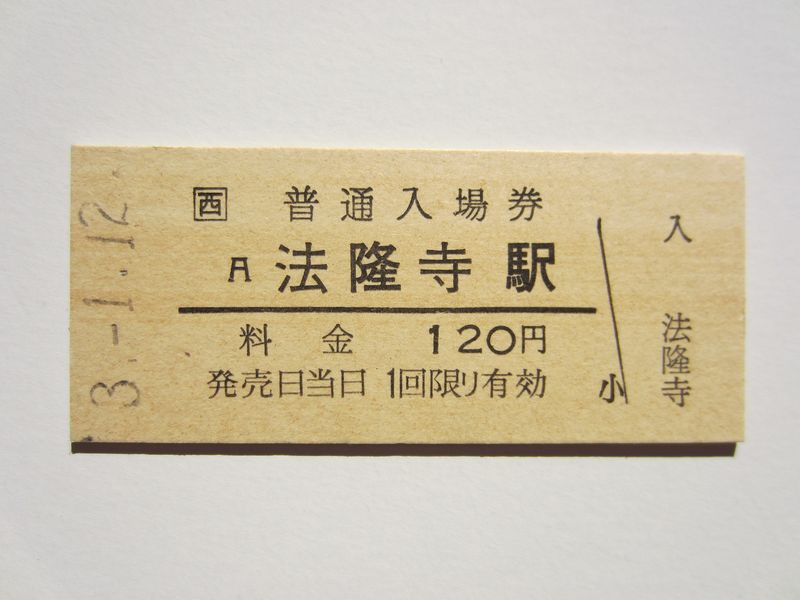 3.-1.12
西 普通入場券
A 法隆寺駅
料金 120円
発売日当日 1回限り有効
小
入
法隆寺